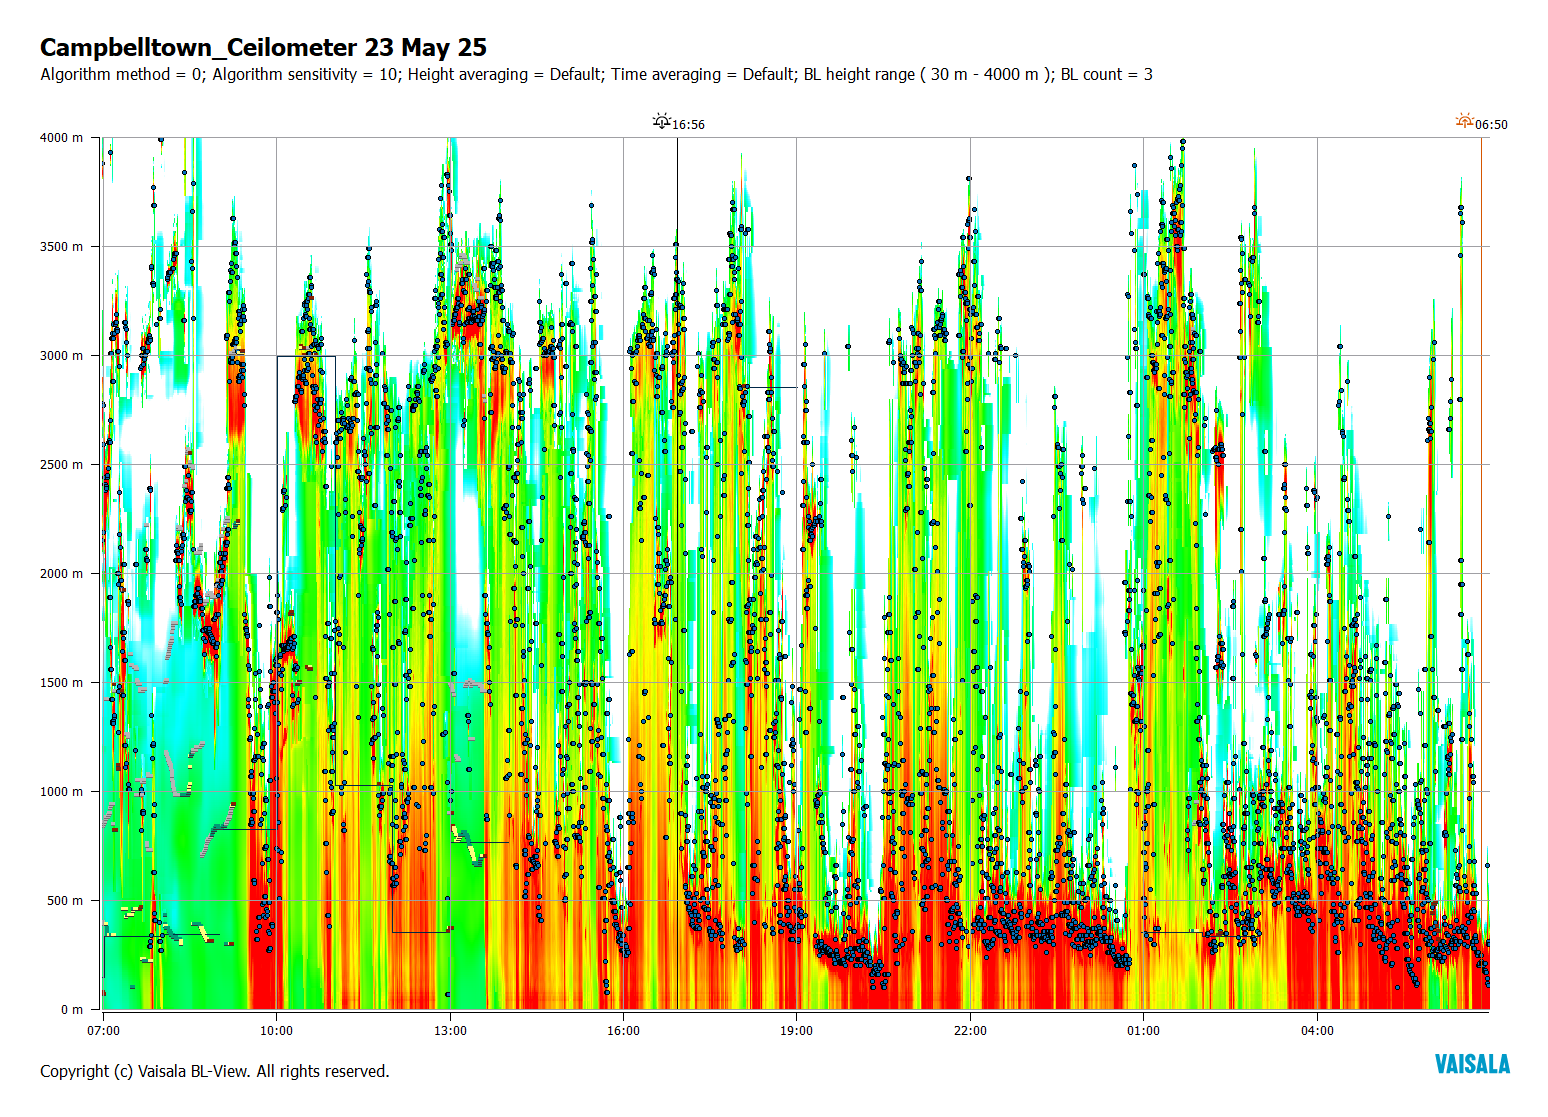 Campbelltown_Ceilometer 23 May 25
Algorithm method = 0; Algorithm sensitivity = 10; Height averaging = Default; Time averaging = Default; BL height range ( 30 m - 4000 m ); BL count = 3
16:56
06:50
4000 m
3500 m
3000 m
2500 m
2000 m
1500 m
1000 m
500 m
0 m
07:00 10:00 13:00 16:00 19:00 22:00 01:00 04:00
Copyright (c) Vaisala BL-View. All rights reserved.
VAISALA